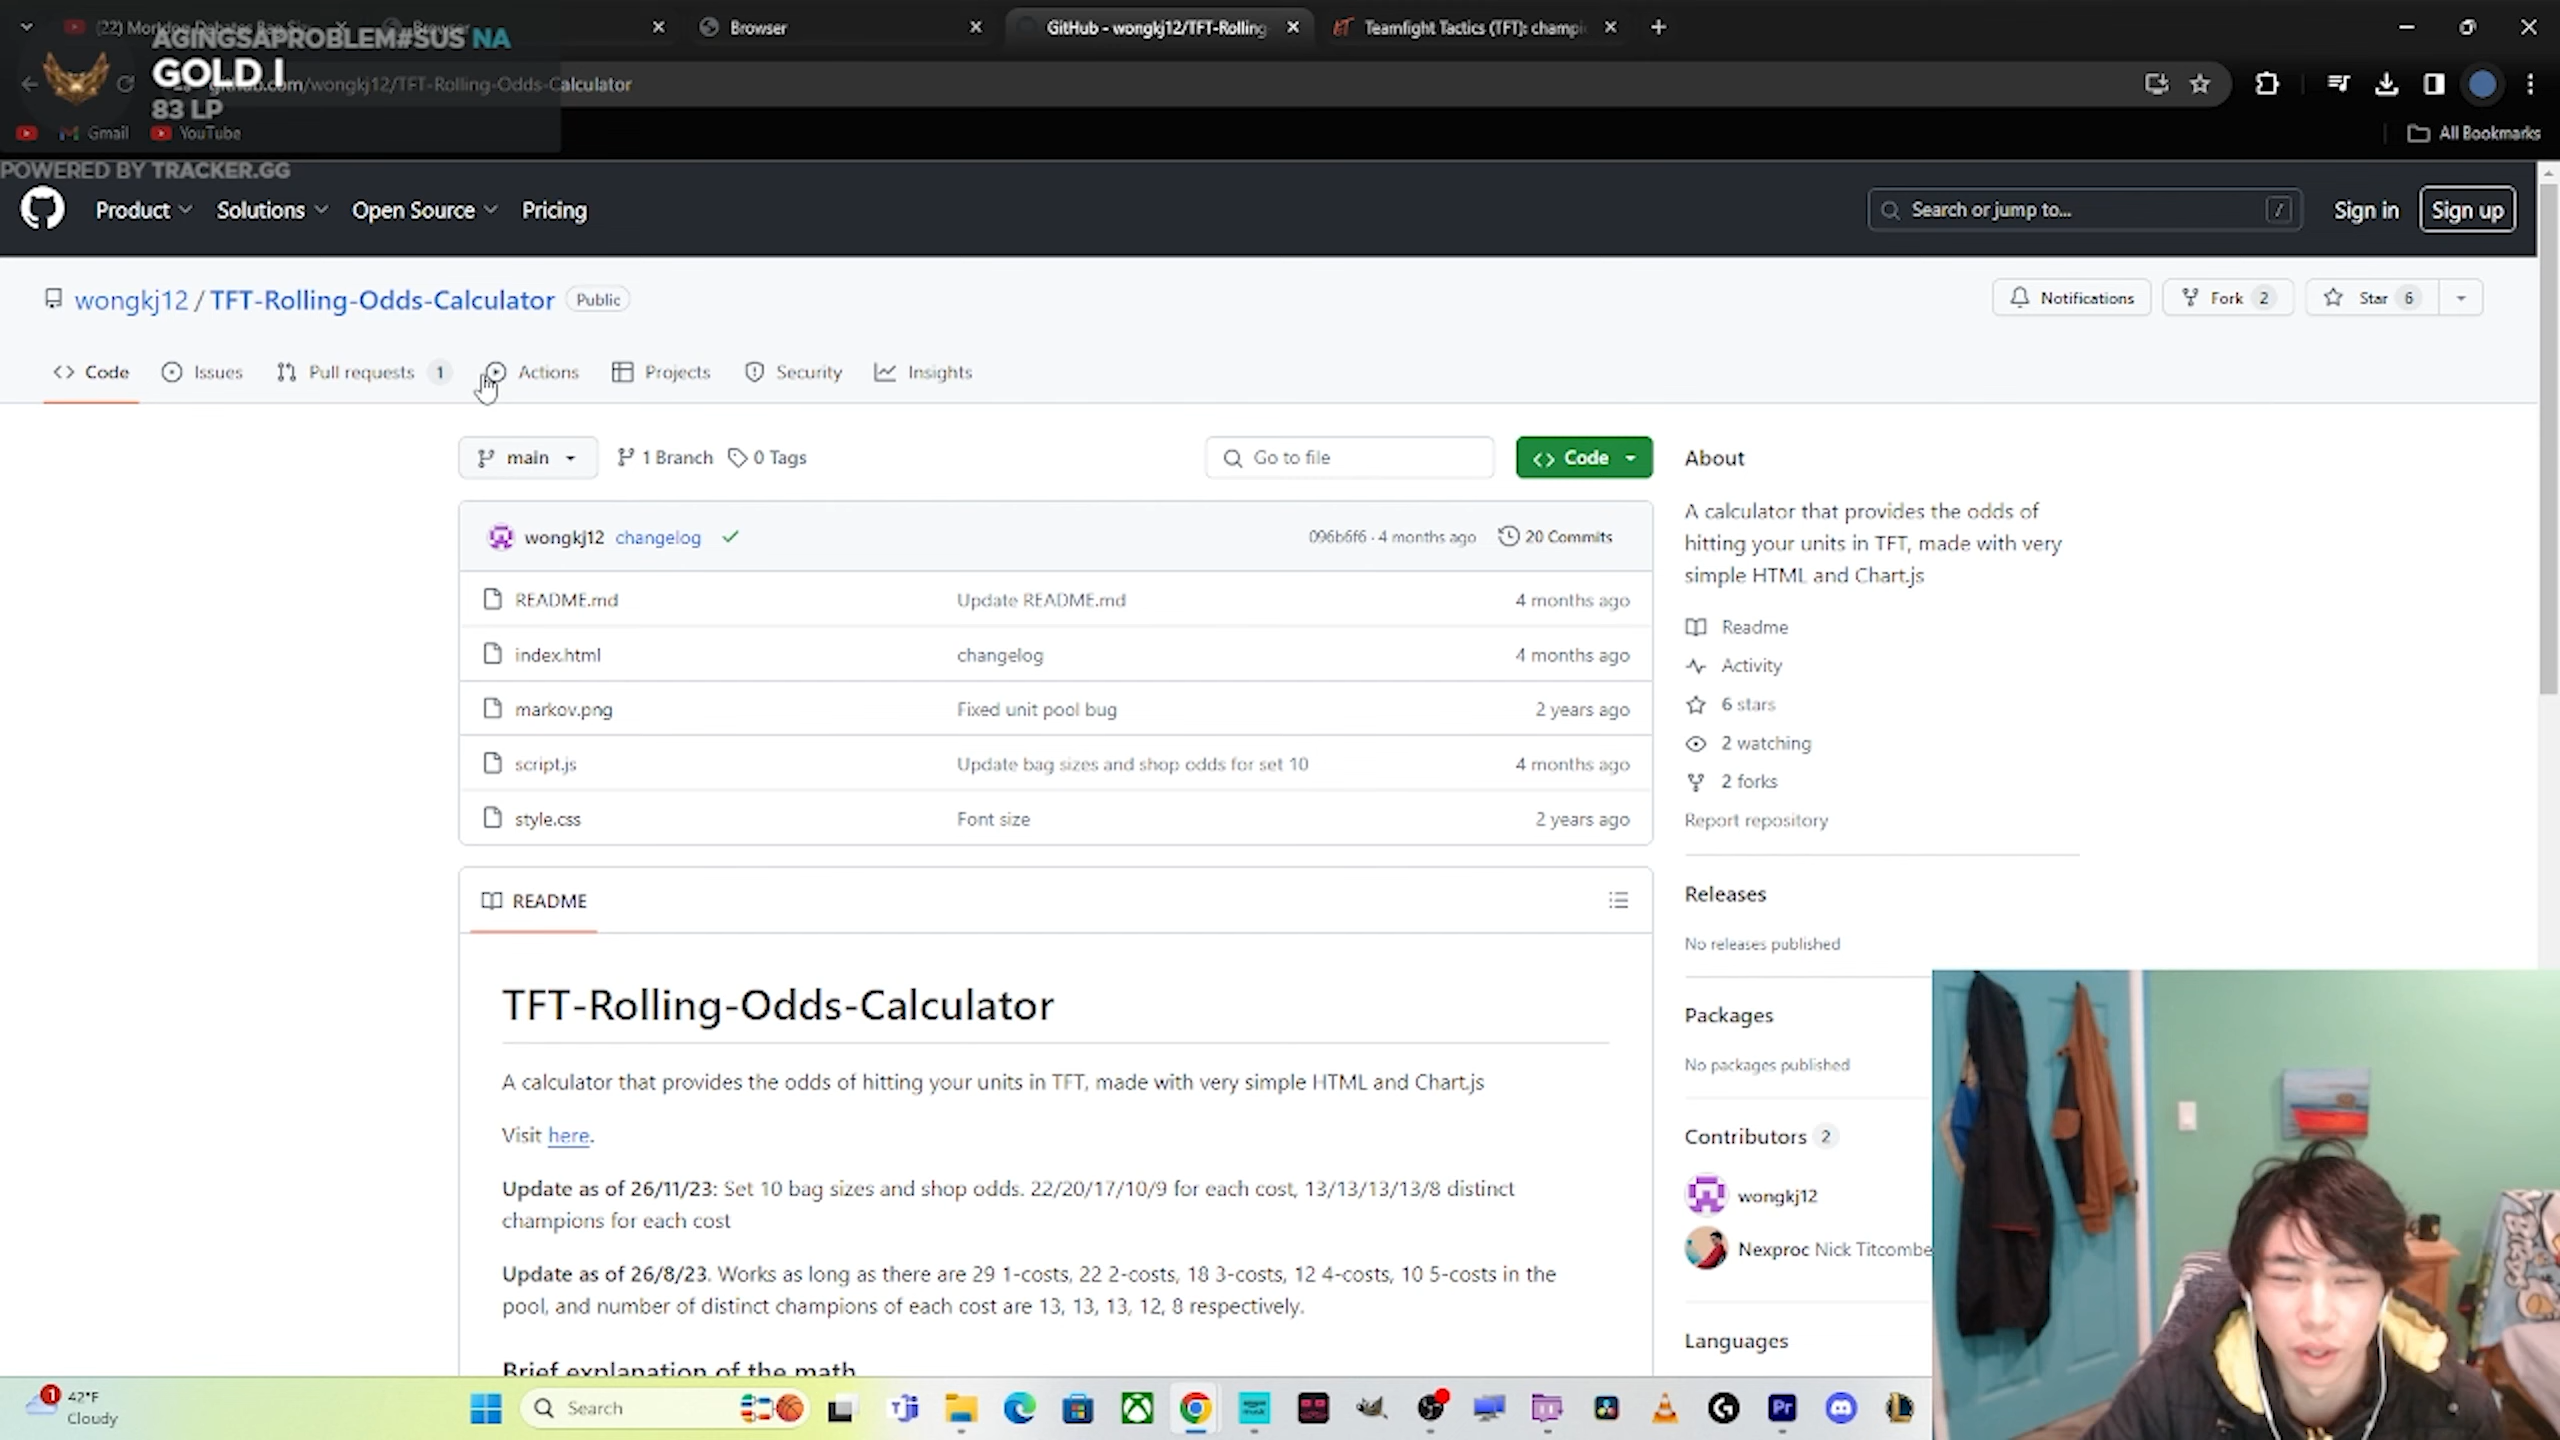 (22) Mortdog Debates Bag Siz
Browser
Browser
GitHub - wongkj12/TFT-Rolling
Teamfight Tactics (TFT): champi
AGINGSAPROBLEM#SUS NA
GOLD I
83 LP
github.com/wongkj12/TFT-Rolling-Odds-Calculator
Gmail
YouTube
All Bookmarks
POWERED BY TRACKER.GG
Product
Solutions
Open Source
Pricing
Search or jump to...
/
Sign in
Sign up
wongkj12 / TFT-Rolling-Odds-Calculator
Public
Notifications
Fork 2
Star 6
Code
Issues
Pull requests 1
Actions
Projects
Security
Insights
main
1 Branch
0 Tags
Go to file
Code
wongkj12 changelog
096b6f6 · 4 months ago
20 Commits
README.md
Update README.md
4 months ago
index.html
changelog
4 months ago
markov.png
Fixed unit pool bug
2 years ago
script.js
Update bag sizes and shop odds for set 10
4 months ago
style.css
Font size
2 years ago
About
A calculator that provides the odds of
hitting your units in TFT, made with very
simple HTML and Chart.js
Readme
Activity
6 stars
2 watching
2 forks
Report repository
Releases
No releases published
Packages
No packages published
Contributors 2
wongkj12
Nexproc Nick Titcombe
Languages
README
TFT-Rolling-Odds-Calculator
A calculator that provides the odds of hitting your units in TFT, made with very simple HTML and Chart.js
Visit here.
Update as of 26/11/23: Set 10 bag sizes and shop odds. 22/20/17/10/9 for each cost, 13/13/13/13/8 distinct
champions for each cost
Update as of 26/8/23. Works as long as there are 29 1-costs, 22 2-costs, 18 3-costs, 12 4-costs, 10 5-costs in the
pool, and number of distinct champions of each cost are 13, 13, 13, 12, 8 respectively.
Brief explanation of the math
1
42°F
Cloudy
Search
Pr